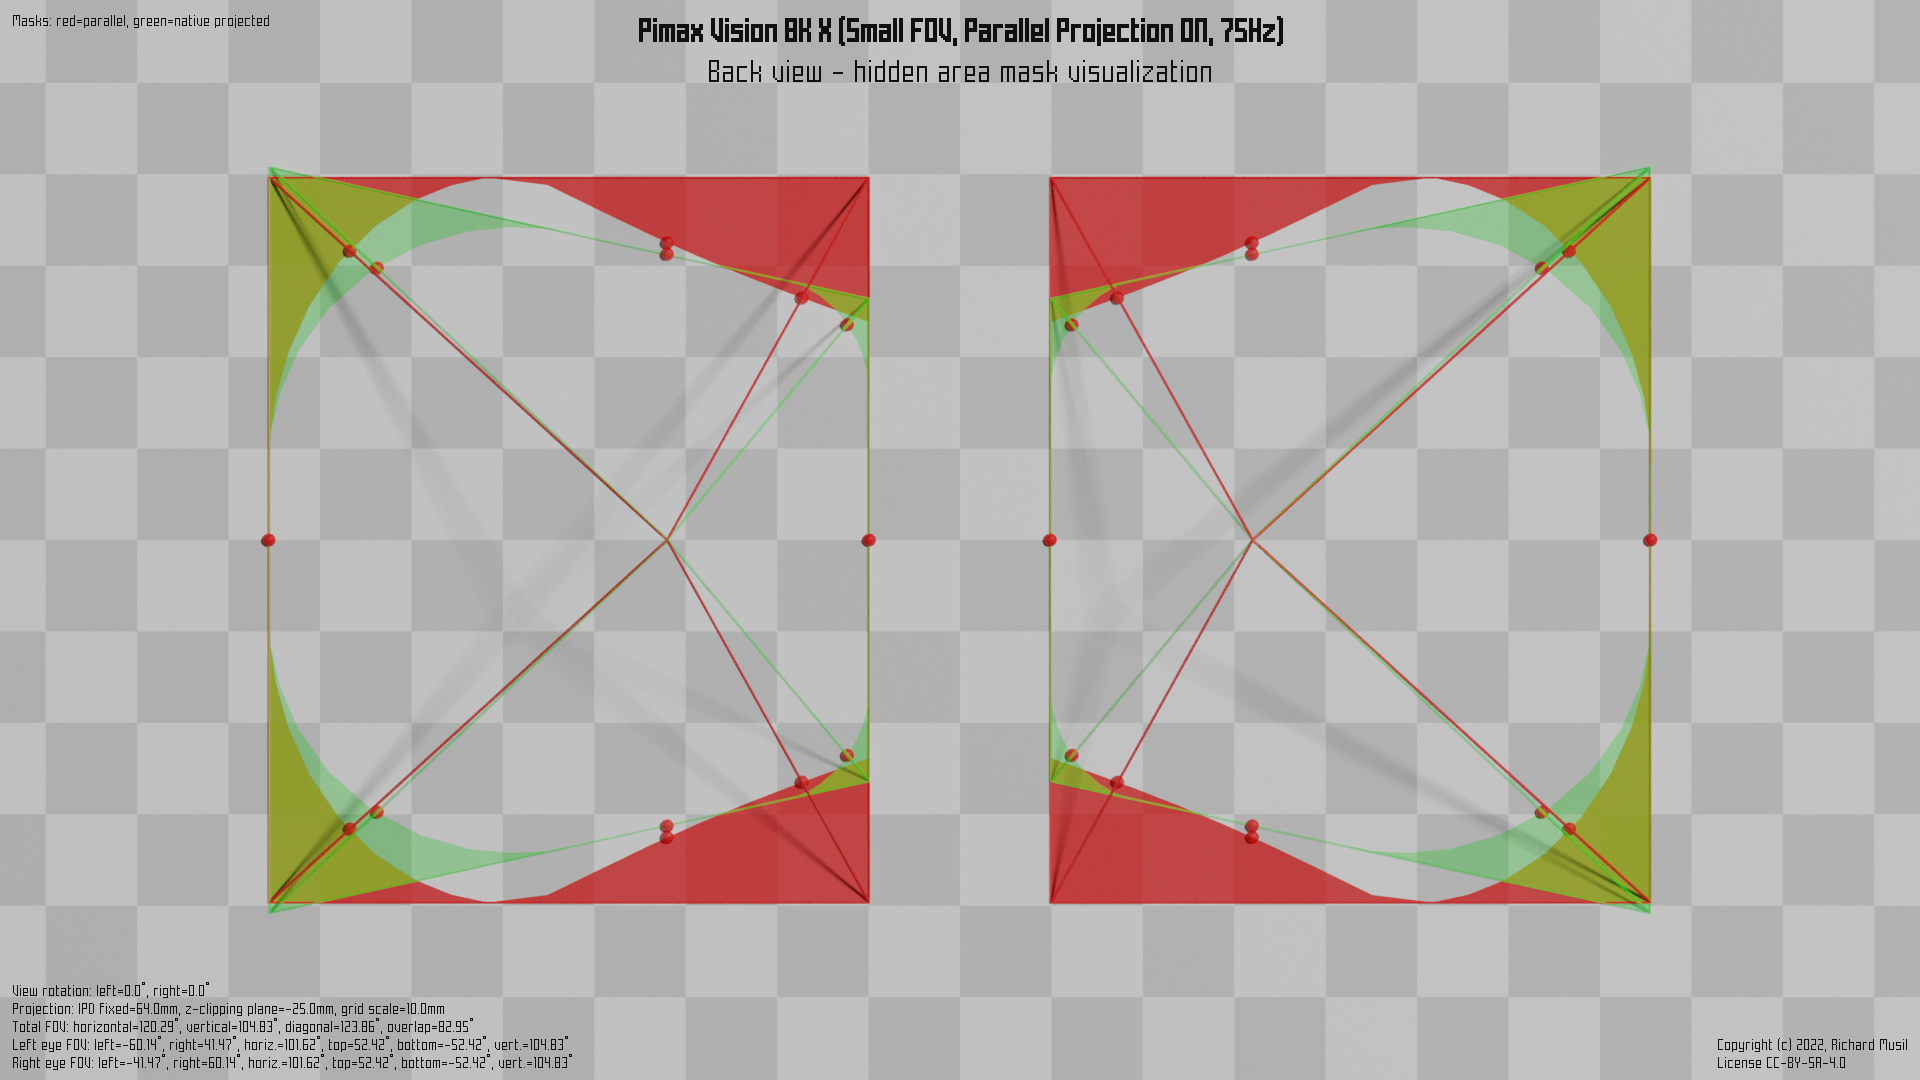 Masks: red=parallel, green=native projected
Pimax Vision 8K X (Small FOV, Parallel Projection ON, 75Hz)
Back view - hidden area mask visualization
View rotation: left=0.0°, right=0.0°
Projection: IPD fixed=64.0mm, z-clipping plane=-25.0mm, grid scale=10.0mm
Total FOV: horizontal=120.29°, vertical=104.83°, diagonal=123.86°, overlap=82.95°
Left eye FOV: left=-60.14°, right=41.47°, horiz.=101.62°, top=52.42°, bottom=-52.42°, vert.=104.83°
Right eye FOV: left=-41.47°, right=60.14°, horiz.=101.62°, top=52.42°, bottom=-52.42°, vert.=104.83°
Copyright (c) 2022, Richard Musil
License CC-BY-SA-4.0